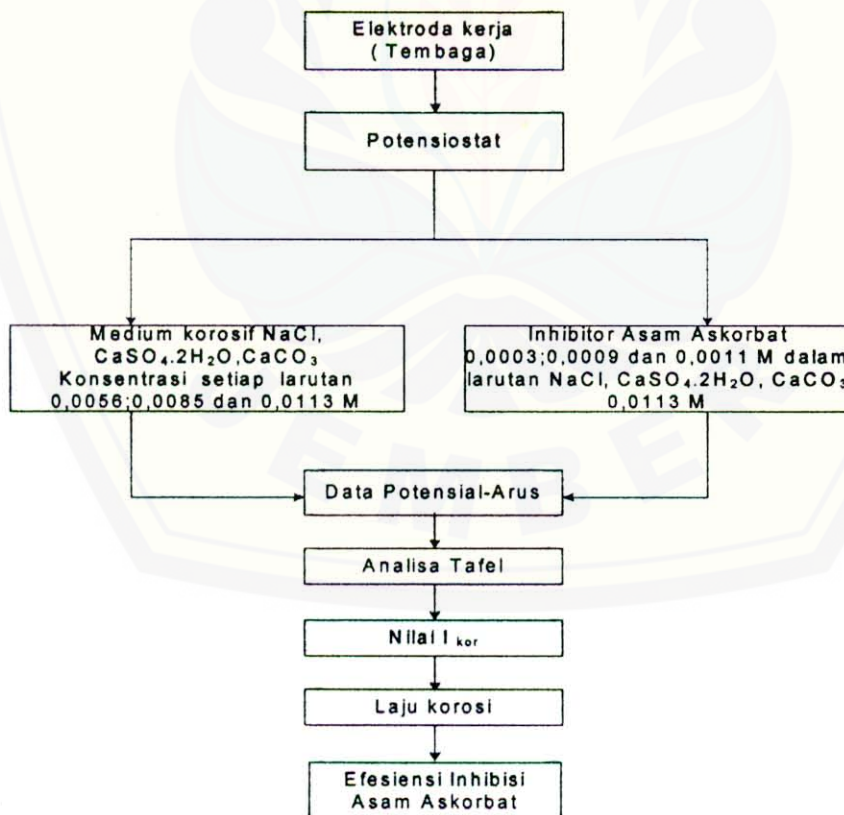 Elektroda kerja
( Tembaga)
Potensiostat
Medium korosif NaCl,
CaSO₄.2H₂O,CaCO₃
Konsentrasi setiap larutan
0,0056;0,0085 dan 0,0113 M
Inhibitor Asam Askorbat
0,0003;0,0009 dan 0,0011 M dalam
larutan NaCl, CaSO₄.2H₂O, CaCO₃
0,0113 M
JEMBER
Data Potensial-Arus
Analisa Tafel
Nilai I kor
Laju korosi
Efesiensi Inhibisi
Asam Askorbat